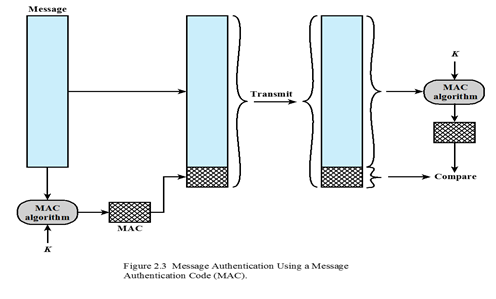 Message
Transmit
K
MAC
algorithm
Compare
MAC
algorithm
MAC
K
Figure 2.3 Message Authentication Using a Message
Authentication Code (MAC).